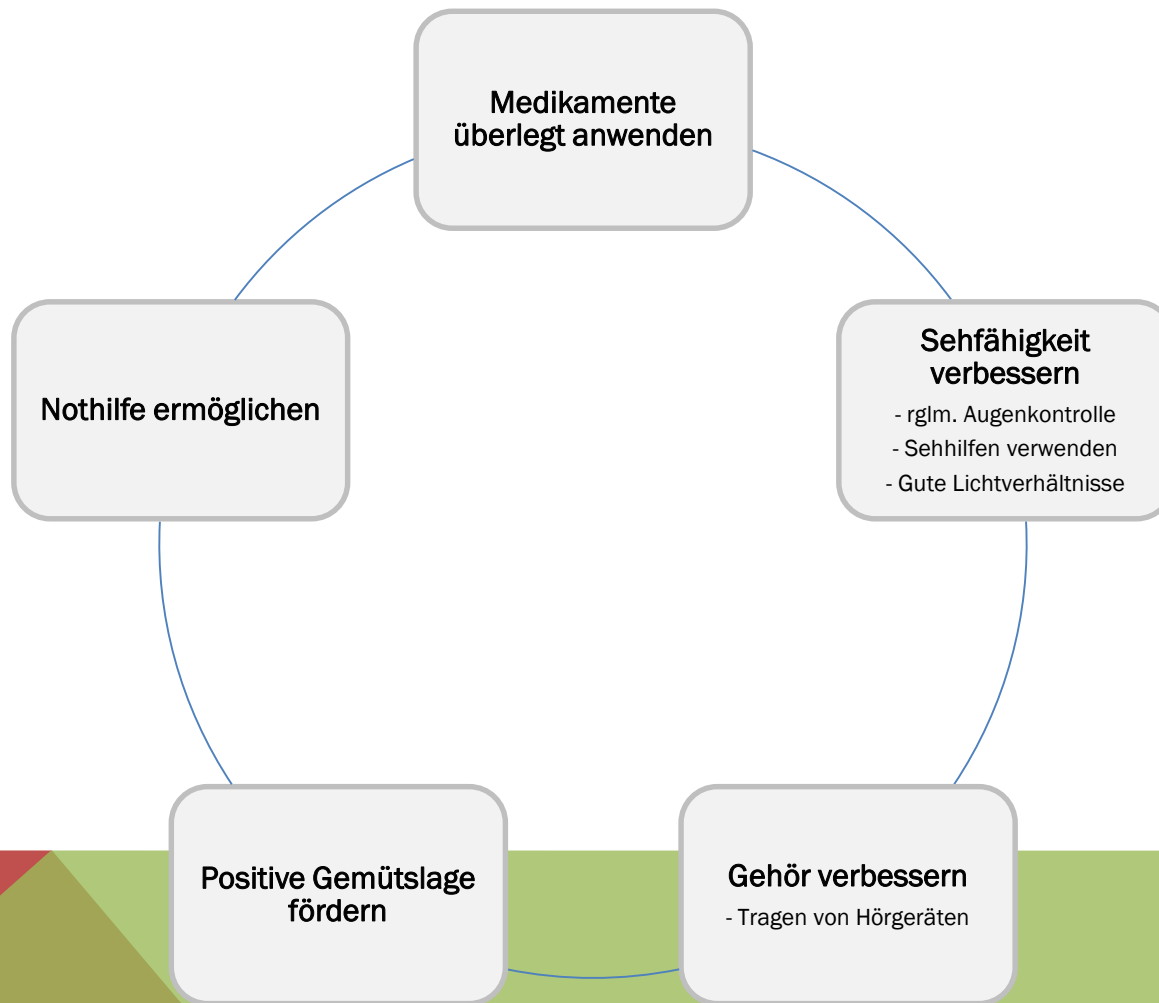 Medikamente
überlegt anwenden
Sehfähigkeit
verbessern
- rglm. Augenkontrolle
- Sehhilfen verwenden
- Gute Lichtverhältnisse
Gehör verbessern
- Tragen von Hörgeräten
Positive Gemütslage
fördern
Nothilfe ermöglichen